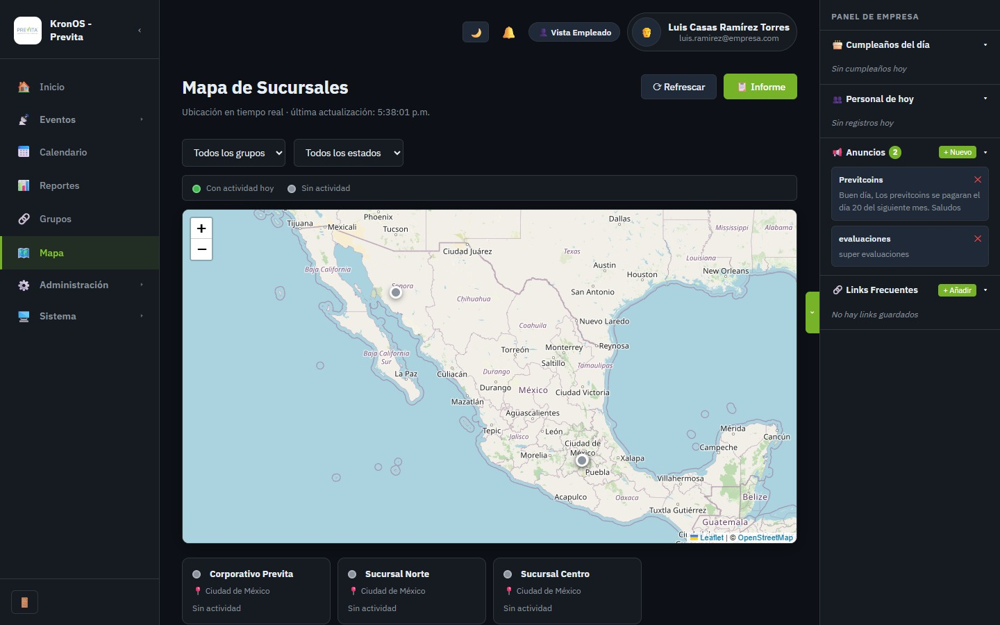 PREVITA
KronOS -
Previta
Inicio
Eventos
Calendario
Reportes
Grupos
Mapa
Administración
Sistema
Vista Empleado
Luis Casas Ramírez Torres
luis.ramirez@empresa.com
Mapa de Sucursales
Ubicación en tiempo real · última actualización: 5:38:01 p.m.
Refrescar
Informe
Todos los grupos
Todos los estados
Con actividad hoy
Sin actividad
+
−
Phoenix
Dallas
Tijuana
Mexicali
Tucson
Mississippi
Alabama
Ciudad Juárez
Texas
Louisiana
Baja California
Austin
Houston
New Orleans
Sonora
San Antonio
Chihuahua
Coahuila
Nuevo Laredo
Torreón
Monterrey
Reynosa
Baja California
Sur
Saltillo
Tamaulipas
La Paz
Culiacán
Durango
Durango
México
Ciudad Victoria
Mazatlán
Aguascalientes
Tepic
Jalisco
León
Mérida
Cancún
Ciudad de
México
Campeche
Morelia
Xalapa
Puebla
Villahermosa
Acapulco
Oaxaca
Belize
Tuxtla Gutiérrez
Guatemala
Leaflet | © OpenStreetMap
Corporativo Previta
Ciudad de México
Sin actividad
Sucursal Norte
Ciudad de México
Sin actividad
Sucursal Centro
Ciudad de México
Sin actividad
PANEL DE EMPRESA
Cumpleaños del día
Sin cumpleaños hoy
Personal de hoy
Sin registros hoy
Anuncios 2
+ Nuevo
Previtcoins
Buen día, Los previtcoins se pagaran el
día 20 del siguiente mes. Saludos
evaluaciones
super evaluaciones
Links Frecuentes
+ Añadir
No hay links guardados